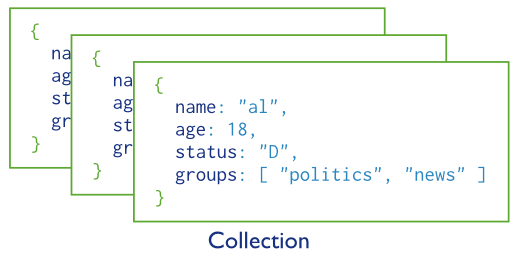 {
na
ag
st
gr
}
{
na
ag
st
gr
}
{
name: "al",
age: 18,
status: "D",
groups: [ "politics", "news" ]
}
Collection